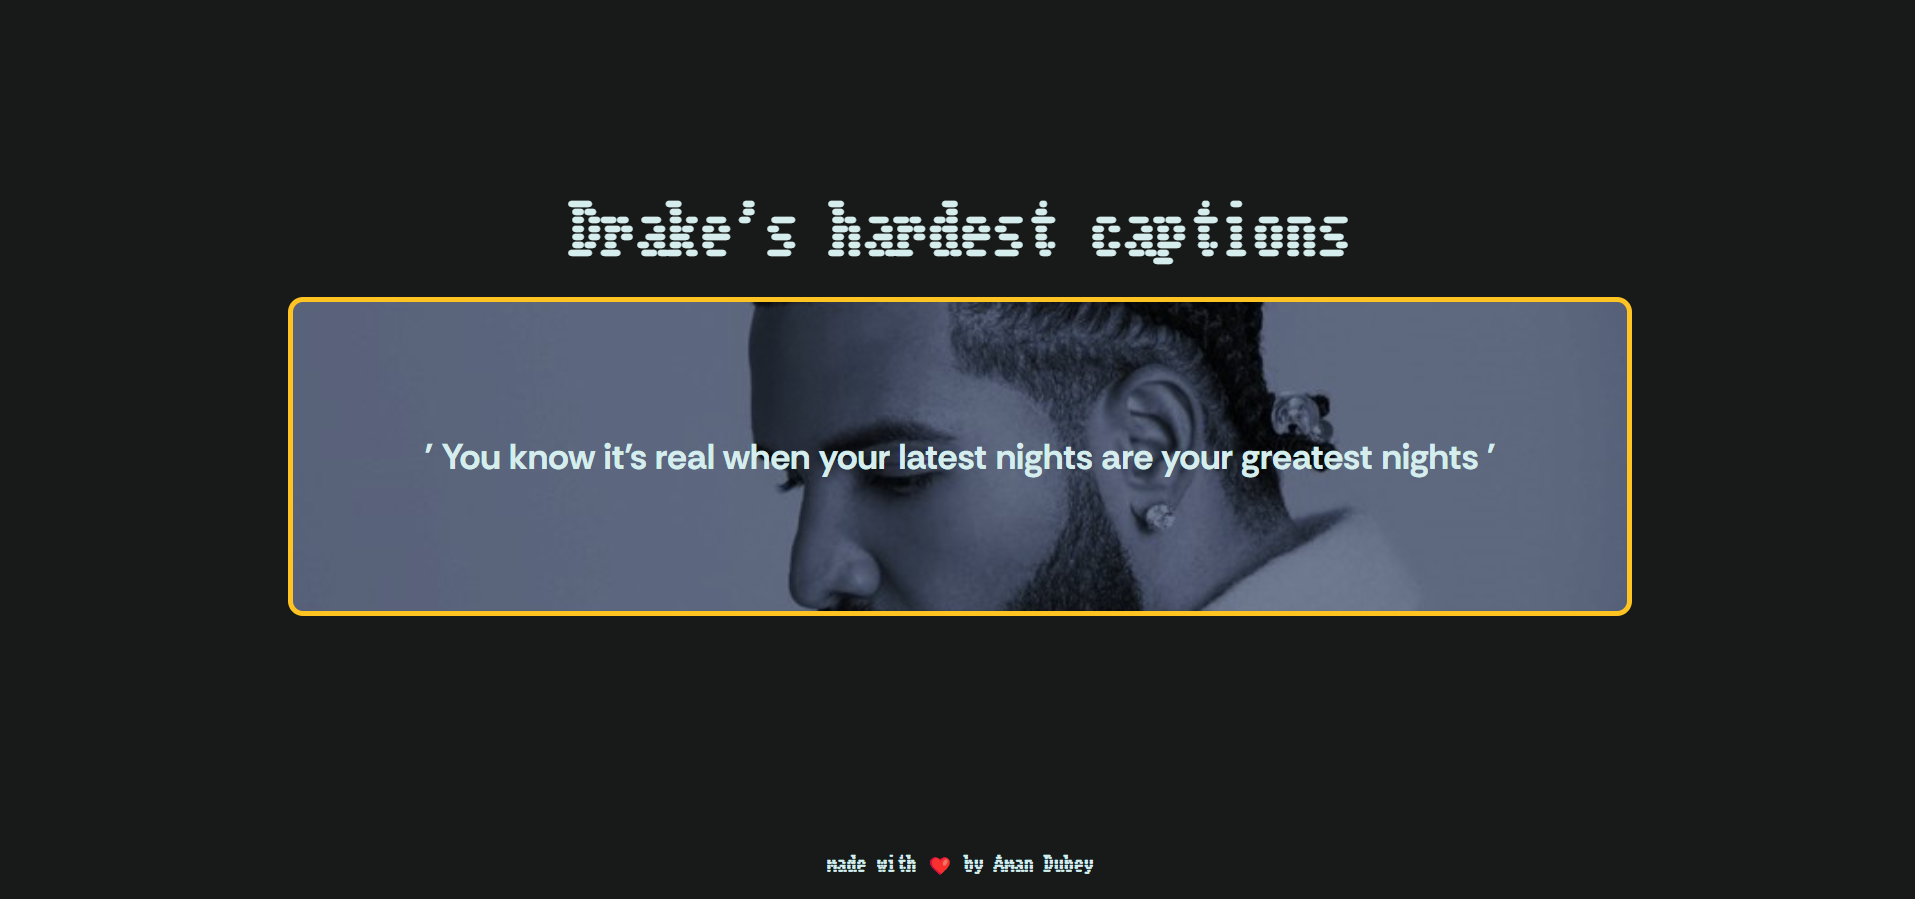 Drake's hardest captions
' You know it's real when your latest nights are your greatest nights '
made with ❤️ by Aman Dubey